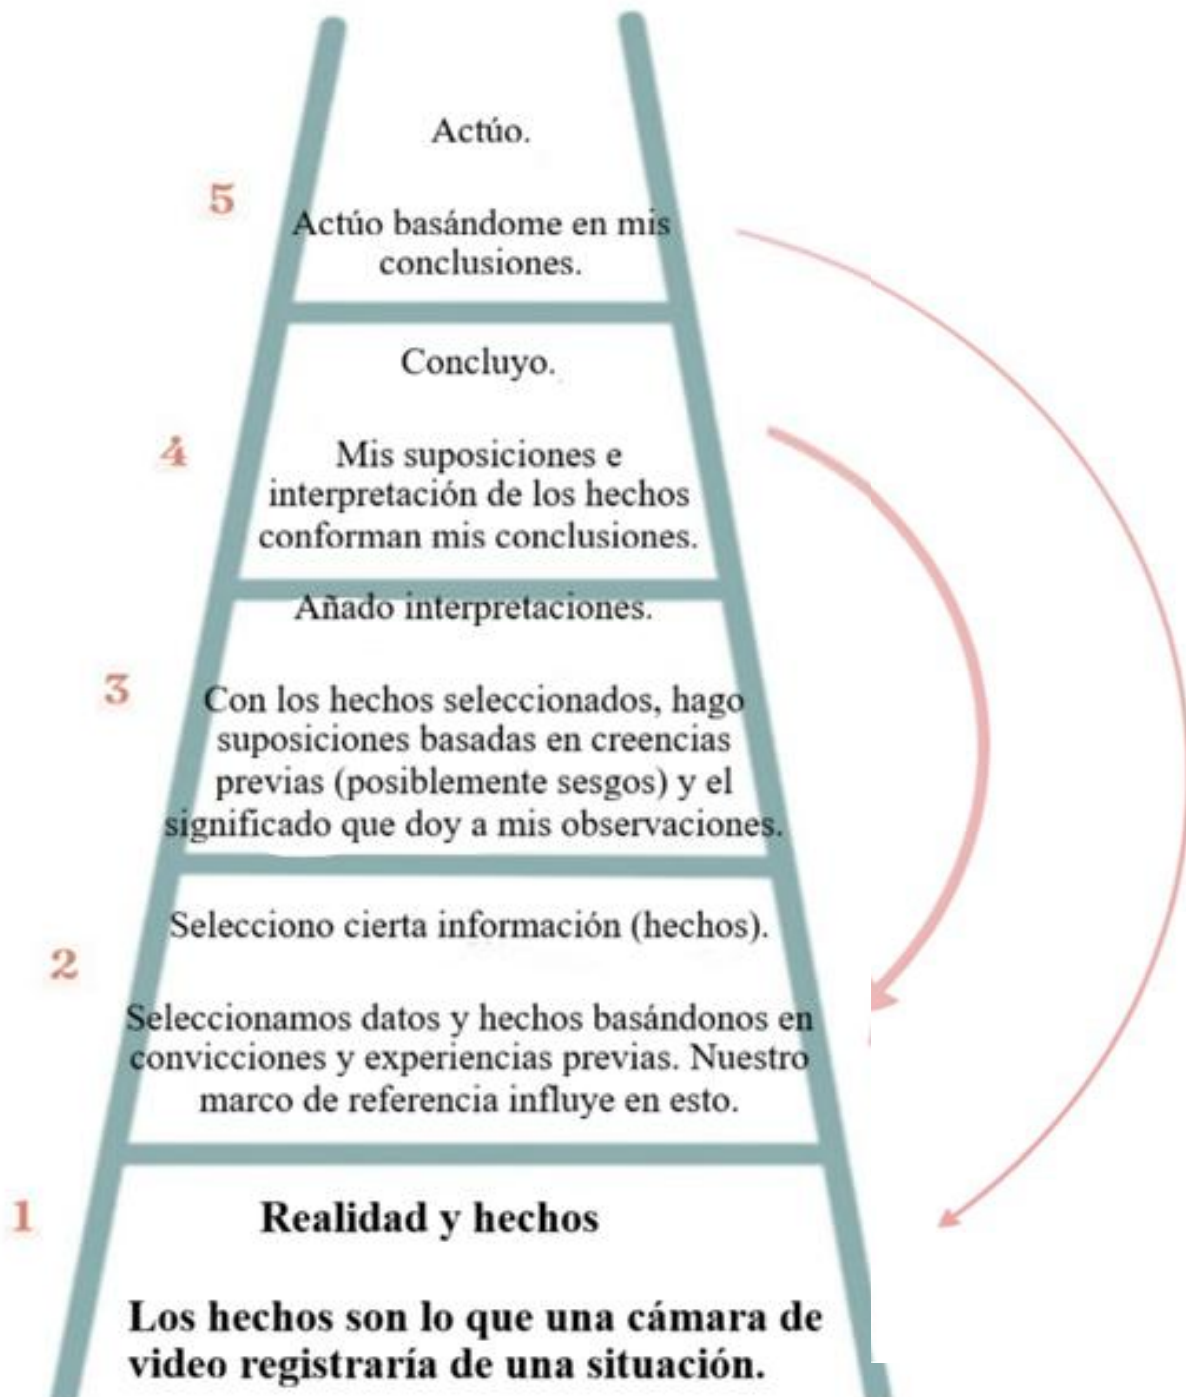 Actúo.
5
Actúo basándome en mis
conclusiones.
Concluyo.
4
Mis suposiciones e
interpretación de los hechos
conforman mis conclusiones.
Añado interpretaciones.
3
Con los hechos seleccionados, hago
suposiciones basadas en creencias
previas (posiblemente sesgos) y el
significado que doy a mis observaciones.
Selecciono cierta información (hechos).
2
Seleccionamos datos y hechos basándonos en
convicciones y experiencias previas. Nuestro
marco de referencia influye en esto.
1
Realidad y hechos
Los hechos son lo que una cámara de
video registraría de una situación.